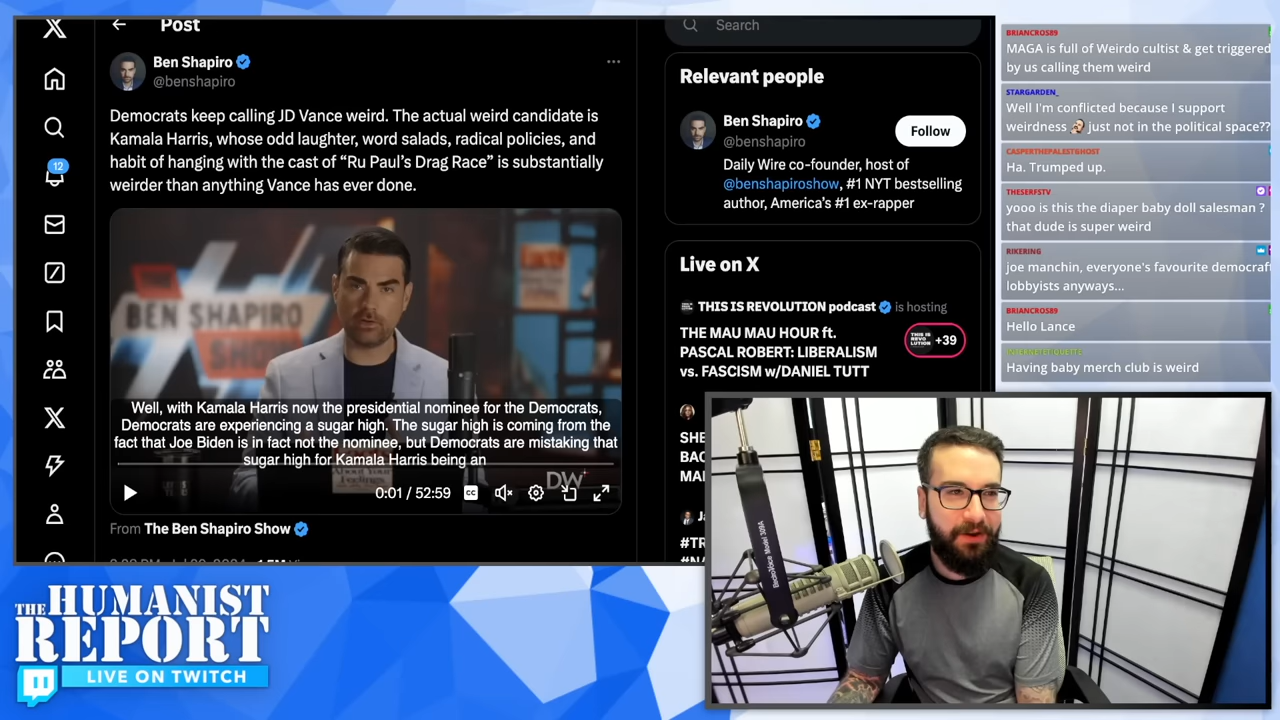 Post
Ben Shapiro
@benshapiro
Democrats keep calling JD Vance weird. The actual weird candidate is
Kamala Harris, whose odd laughter, word salads, radical policies, and
habit of hanging with the cast of “Ru Paul’s Drag Race” is substantially
weirder than anything Vance has ever done.
BEN SHAPIRO
Well, with Kamala Harris now the presidential nominee for the Democrats,
Democrats are experiencing a sugar high. The sugar high is coming from the
fact that Joe Biden is in fact not the nominee, but Democrats are mistaking that
sugar high for Kamala Harris being an
DW
0:01 / 52:59
CC
From The Ben Shapiro Show
12
Search
Relevant people
Ben Shapiro
@benshapiro
Follow
Daily Wire co-founder, host of
@benshapiroshow, #1 NYT bestselling
author, America's #1 ex-rapper
Live on X
THIS IS REVOLUTION podcast is hosting
THE MAU MAU HOUR ft.
PASCAL ROBERT: LIBERALISM
vs. FASCISM w/DANIEL TUTT
+39
BRIANCROS89
MAGA is full of Weirdo cultist & get triggered
by us calling them weird
STARGARDEN_
Well I'm conflicted because I support
weirdness just not in the political space??
CASPERTHEPALESTGHOST
Ha. Trumped up.
THESERFSTV
yooo is this the diaper baby doll salesman ?
that dude is super weird
RIKERING
joe manchin, everyone's favourite democraf
lobbyists anyways...
BRIANCROS89
Hello Lance
Having baby merch club is weird
ElectroVoice Model 309A
THE
HUMANIST
REPORT
LIVE ON TWITCH